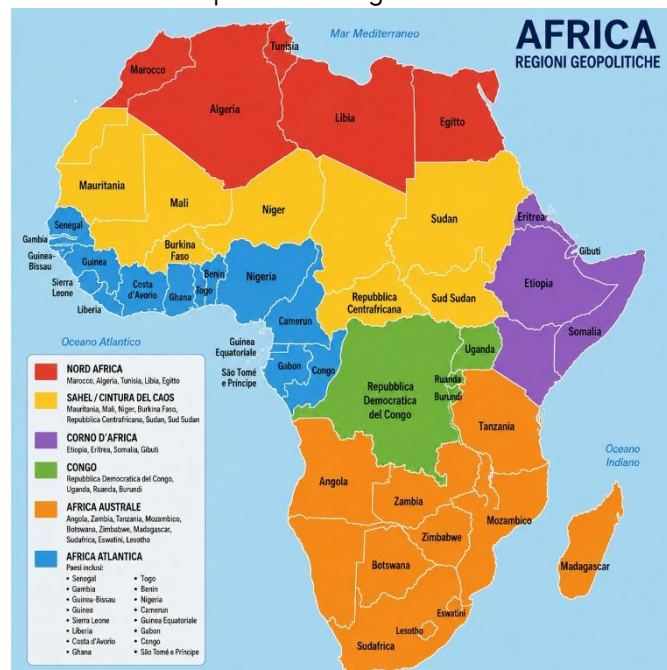 AFRICA
REGIONI GEOPOLITICHE
Mar Mediterraneo
Tunisia
Marocco
Algeria
Libia
Egitto
Mauritania
Mali
Niger
Sudan
Eritrea
Senegal
Gambia
Guinea-
Bissau
Guinea
Burkina
Faso
Gibuti
Sierra
Leone
Liberia
Costa
d'Avorio
Ghana
Togo
Benin
Nigeria
Etiopia
Repubblica
Centrafricana
Sud Sudan
Camerun
Somalia
Oceano Atlantico
Guinea
Equatoriale
São Tomé
e Príncipe
Gabon
Congo
Uganda
Ruanda
Burundi
Repubblica
Democratica
del Congo
Tanzania
Oceano
Indiano
Angola
Zambia
Mozambico
Zimbabwe
Madagascar
Botswana
Eswatini
Lesotho
Sudafrica
NORD AFRICA
Marocco, Algeria, Tunisia, Libia, Egitto
SAHEL / CINTURA DEL CAOS
Mauritania, Mali, Niger, Burkina Faso,
Repubblica Centrafricana, Sudan, Sud Sudan
CORNO D'AFRICA
Etiopia, Eritrea, Somalia, Gibuti
CONGO
Repubblica Democratica del Congo,
Uganda, Ruanda, Burundi
AFRICA AUSTRALE
Angola, Zambia, Tanzania, Mozambico,
Botswana, Zimbabwe, Madagascar,
Sudafrica, Eswatini, Lesotho
AFRICA ATLANTICA
Paesi inclusi:
• Senegal
• Gambia
• Guinea-Bissau
• Guinea
• Sierra Leone
• Liberia
• Costa d'Avorio
• Ghana
• Togo
• Benin
• Nigeria
• Camerun
• Guinea Equatoriale
• Gabon
• Congo
• São Tomé e Príncipe